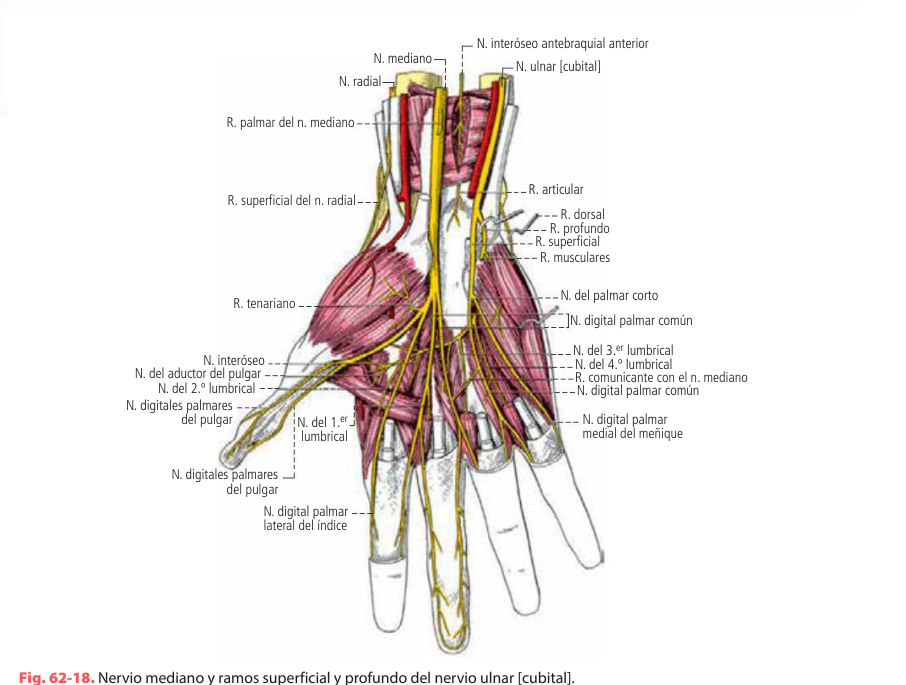 N. interóseo antebraquial anterior
N. mediano
N. ulnar [cubital]
N. radial
R. palmar del n. mediano
R. articular
R. superficial del n. radial
R. dorsal
R. profundo
R. superficial
R. musculares
N. del palmar corto
R. tenariano
N. digital palmar común
N. del 3.er lumbrical
N. interóseo
N. del 4.º lumbrical
N. del aductor del pulgar
R. comunicante con el n. mediano
N. del 2.º lumbrical
N. digital palmar común
N. digitales palmares
del pulgar
N. del 1.er
lumbrical
N. digital palmar
medial del meñique
N. digitales palmares
del pulgar
N. digital palmar
lateral del índice
Fig. 62-18. Nervio mediano y ramos superficial y profundo del nervio ulnar [cubital].